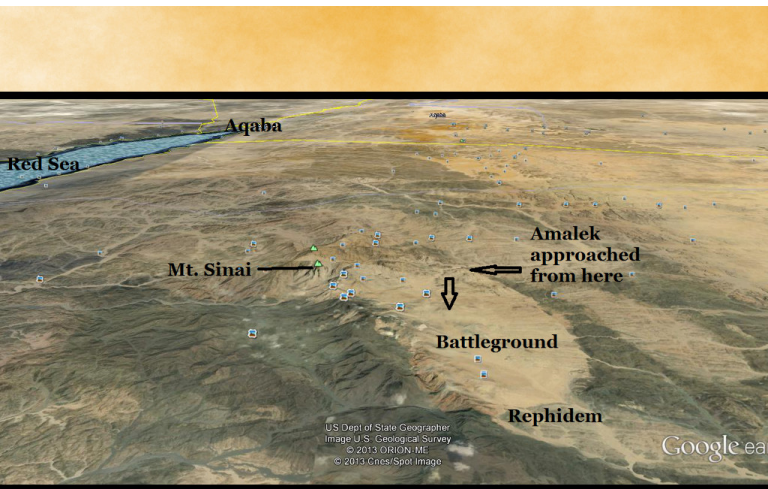 Aqaba
Aqaba
Red Sea
Amalek
approached
from here
Mt. Sinai
Battleground
Rephidem
US Dept of State Geographer
Image U.S. Geological Survey
© 2013 ORION-ME
© 2013 Cnes/Spot Image
Google ea